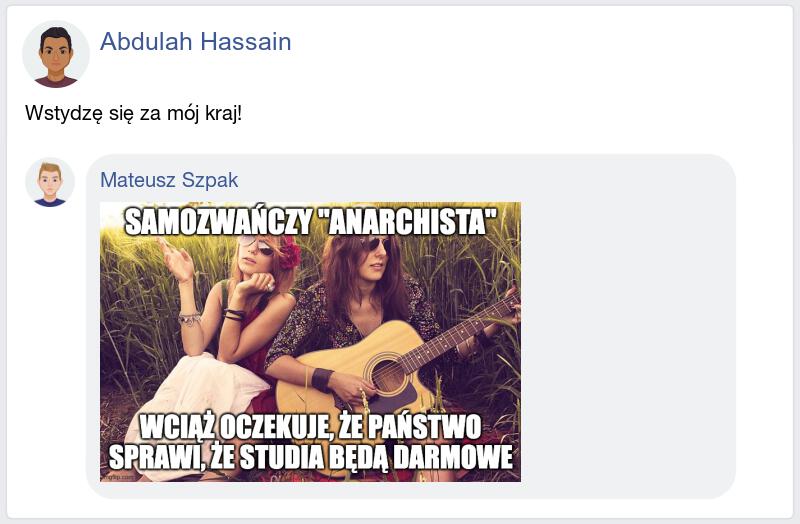 Abdulah Hassain
Wstydzę się za mój kraj!
Mateusz Szpak
SAMOZWAŃCZY "ANARCHISTA"
WCIĄŻ OCZEKUJE, ŻE PAŃSTWO
SPRAWI, ŻE STUDIA BĘDĄ DARMOWE
imgflip.com